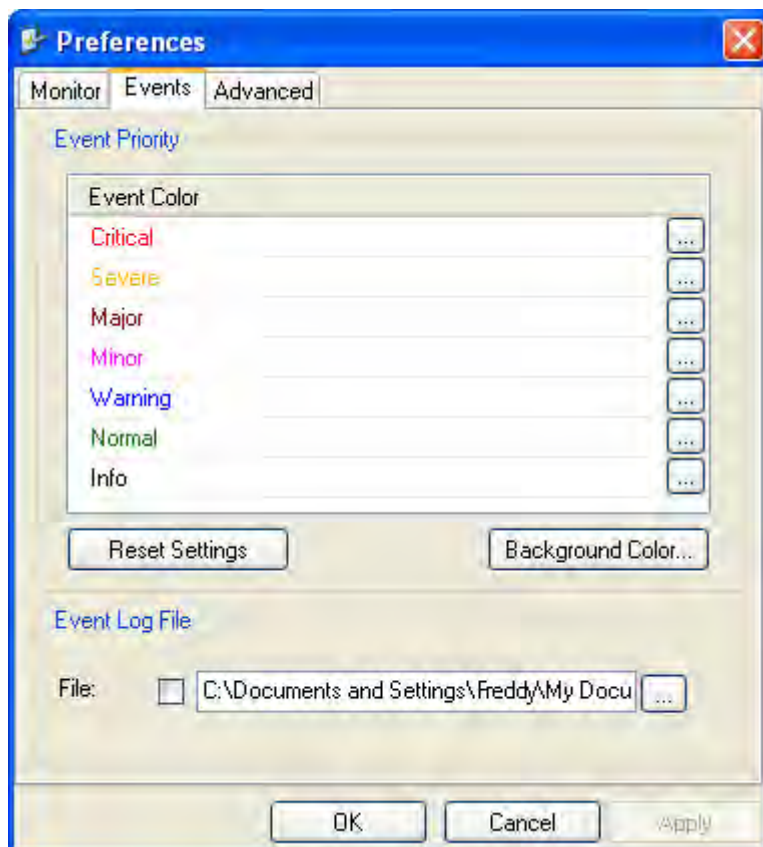 Preferences
Monitor Events Advanced
Event Priority
Event Color
Critical ...
Severe ...
Major ...
Minor ...
Warning ...
Normal ...
Info ...
Reset Settings Background Color...
Event Log File
File: C:\Documents and Settings\Freddy\My Docu ...
OK Cancel Apply